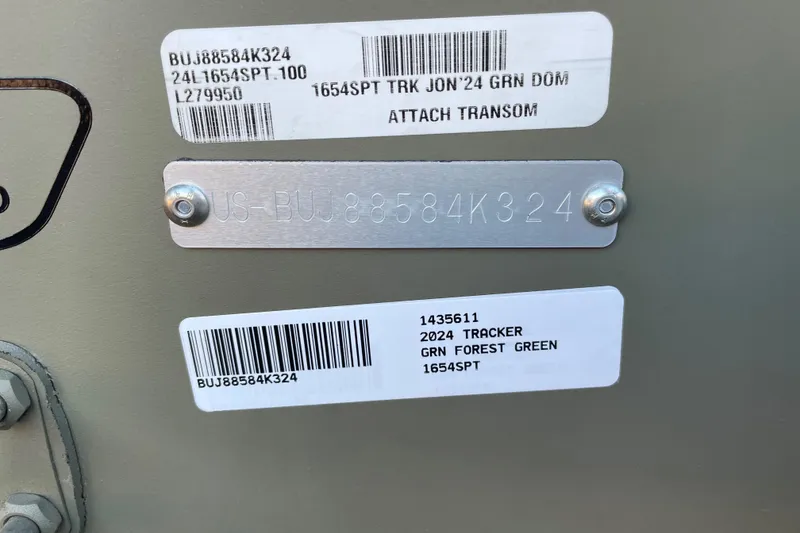 BUJ88584K324
24L1654SPT.100
L279950
1654SPT TRK JON'24 GRN DOM
ATTACH TRANSOM
US-BUJ88584K324
BUJ88584K324
1435611
2024 TRACKER
GRN FOREST GREEN
1654SPT